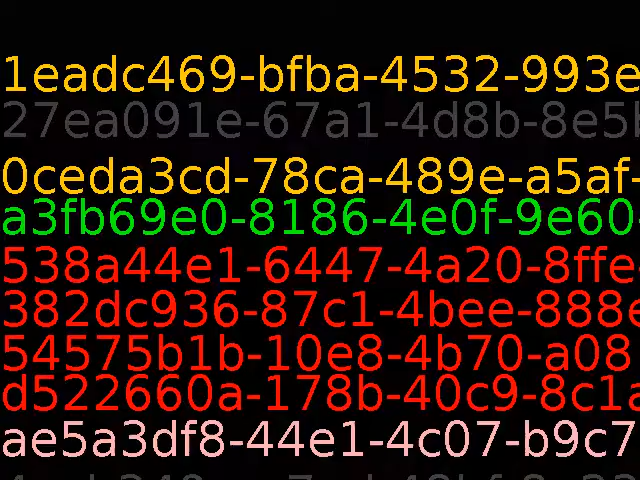 1eadc469-bfba-4532-993e
27ea091e-67a1-4d8b-8e5b
0ceda3cd-78ca-489e-a5af-
a3fb69e0-8186-4e0f-9e60-
538a44e1-6447-4a20-8ffe-
382dc936-87c1-4bee-888e
54575b1b-10e8-4b70-a08
d522660a-178b-40c9-8c1a
ae5a3df8-44e1-4c07-b9c7